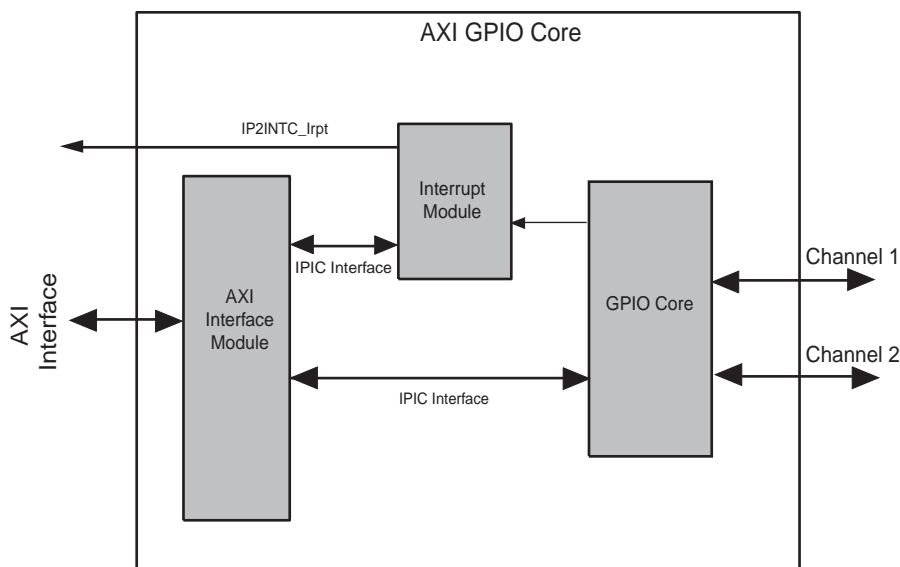 AXI GPIO Core
IP2INTC_Irpt
Interrupt
Module
IPIC Interface
AXI
Interface
Module
GPIO Core
Channel 1
Channel 2
AXI
Interface
IPIC Interface